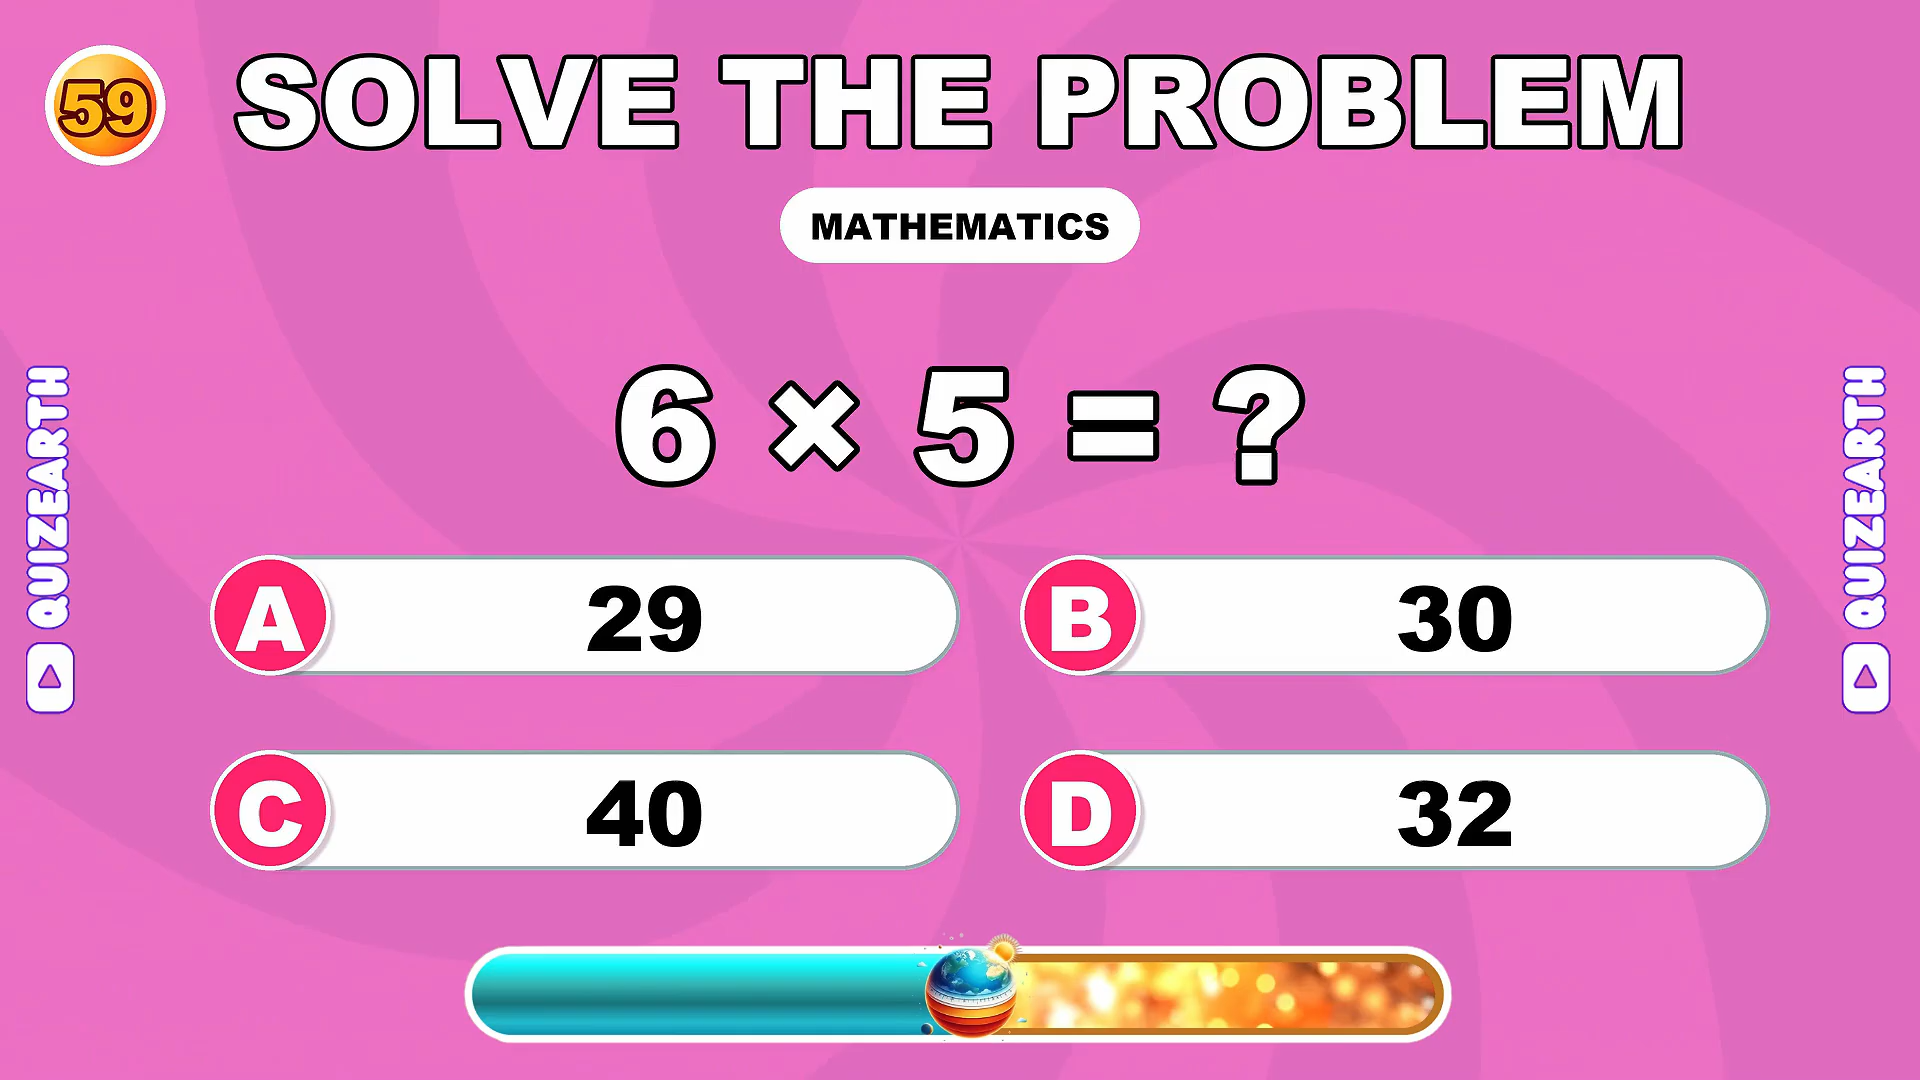 59
SOLVE THE PROBLEM
MATHEMATICS
6 × 5 = ?
A 29
B 30
C 40
D 32
QUIZEARTH
QUIZEARTH